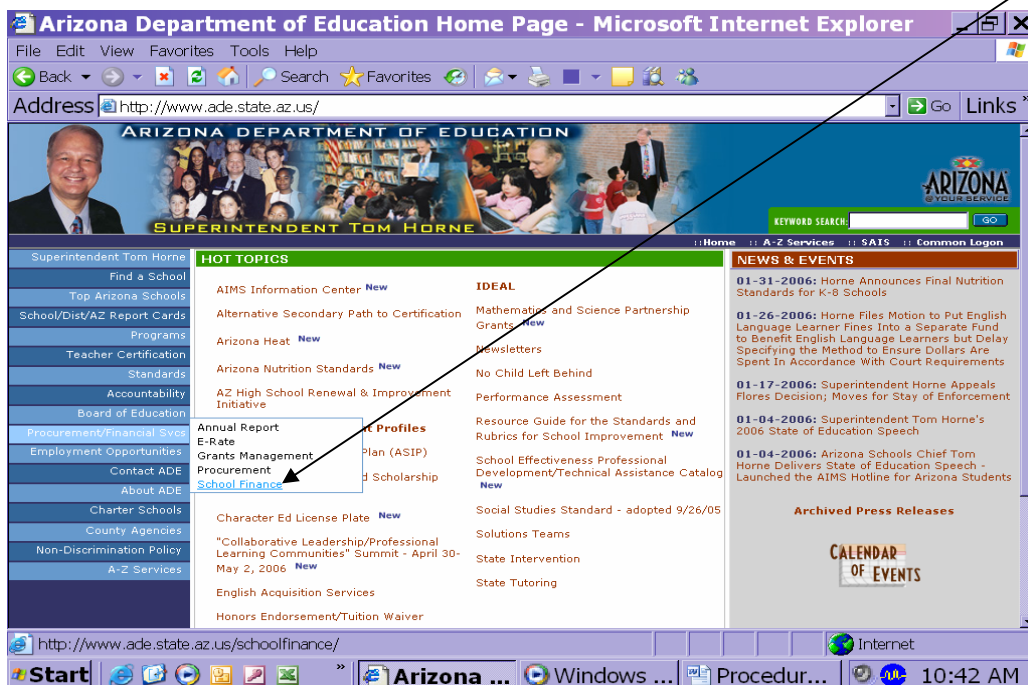 Arizona Department of Education Home Page - Microsoft Internet Explorer
File Edit View Favorites Tools Help
Back Search Favorites
Address http://www.ade.state.az.us/ Go Links »
ARIZONA DEPARTMENT OF EDUCATION
SUPERINTENDENT TOM HORNE
ARIZONA
@ YOUR SERVICE
KEYWORD SEARCH: GO
::Home :: A-Z Services :: SAIS :: Common Logon
Superintendent Tom Horne
Find a School
Top Arizona Schools
School/Dist/AZ Report Cards
Programs
Teacher Certification
Standards
Accountability
Board of Education
Procurement/Financial Svcs
Employment Opportunities
Contact ADE
About ADE
Charter Schools
County Agencies
Non-Discrimination Policy
A-Z Services
Annual Report
E-Rate
Grants Management
Procurement
School Finance
HOT TOPICS
AIMS Information Center New
Alternative Secondary Path to Certification
Arizona Heat New
Arizona Nutrition Standards New
AZ High School Renewal & Improvement
Initiative
t Profiles
Plan (ASIP)
d Scholarship
Character Ed License Plate New
"Collaborative Leadership/Professional
Learning Communities" Summit - April 30-
May 2, 2006 New
English Acquisition Services
Honors Endorsement/Tuition Waiver
IDEAL
Mathematics and Science Partnership
Grants New
Newsletters
No Child Left Behind
Performance Assessment
Resource Guide for the Standards and
Rubrics for School Improvement New
School Effectiveness Professional
Development/Technical Assistance Catalog
New
Social Studies Standard - adopted 9/26/05
Solutions Teams
State Intervention
State Tutoring
NEWS & EVENTS
01-31-2006: Horne Announces Final Nutrition
Standards for K-8 Schools
01-26-2006: Horne Files Motion to Put English
Language Learner Fines Into a Separate Fund
to Benefit English Language Learners but Delay
Specifying the Method to Ensure Dollars Are
Spent In Accordance With Court Requirements
01-17-2006: Superintendent Horne Appeals
Flores Decision; Moves for Stay of Enforcement
01-04-2006: Superintendent Tom Horne's
2006 State of Education Speech
01-04-2006: Arizona Schools Chief Tom
Horne Delivers State of Education Speech -
Launched the AIMS Hotline for Arizona Students
Archived Press Releases
CALENDAR
OF EVENTS
http://www.ade.state.az.us/schoolfinance/ Internet
Start » Arizona ... Windows ... Procedur... 10:42 AM